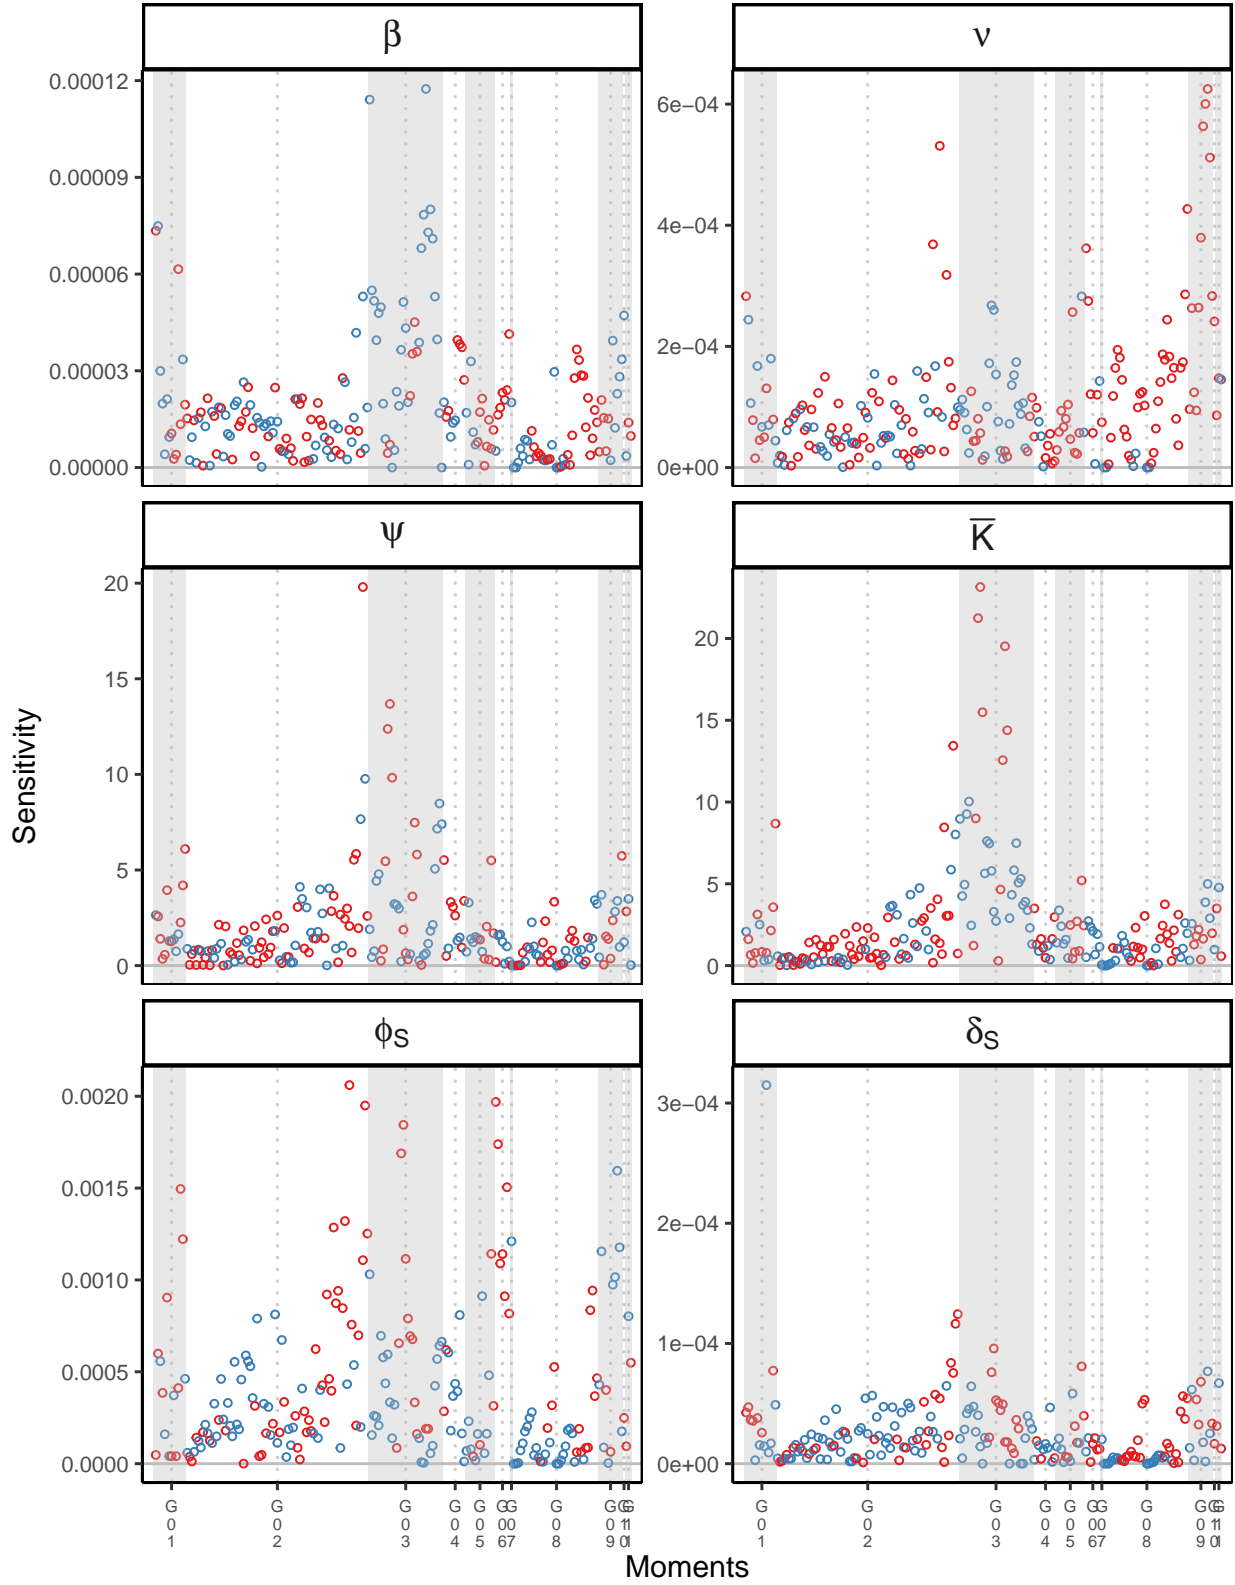 β
ν
0.00012
0.00009
0.00006
0.00003
0.00000
6e−04
4e−04
2e−04
0e+00
ψ
K̅
20
15
10
5
0
20
15
10
5
0
Sensitivity
ϕS
δS
0.0020
0.0015
0.0010
0.0005
0.0000
3e−04
2e−04
1e−04
0e+00
G01
G02
G03
G04
G05
G06
G07
G08
G09
G10
G11
G01
G02
G03
G04
G05
G06
G07
G08
G09
G10
G11
Moments